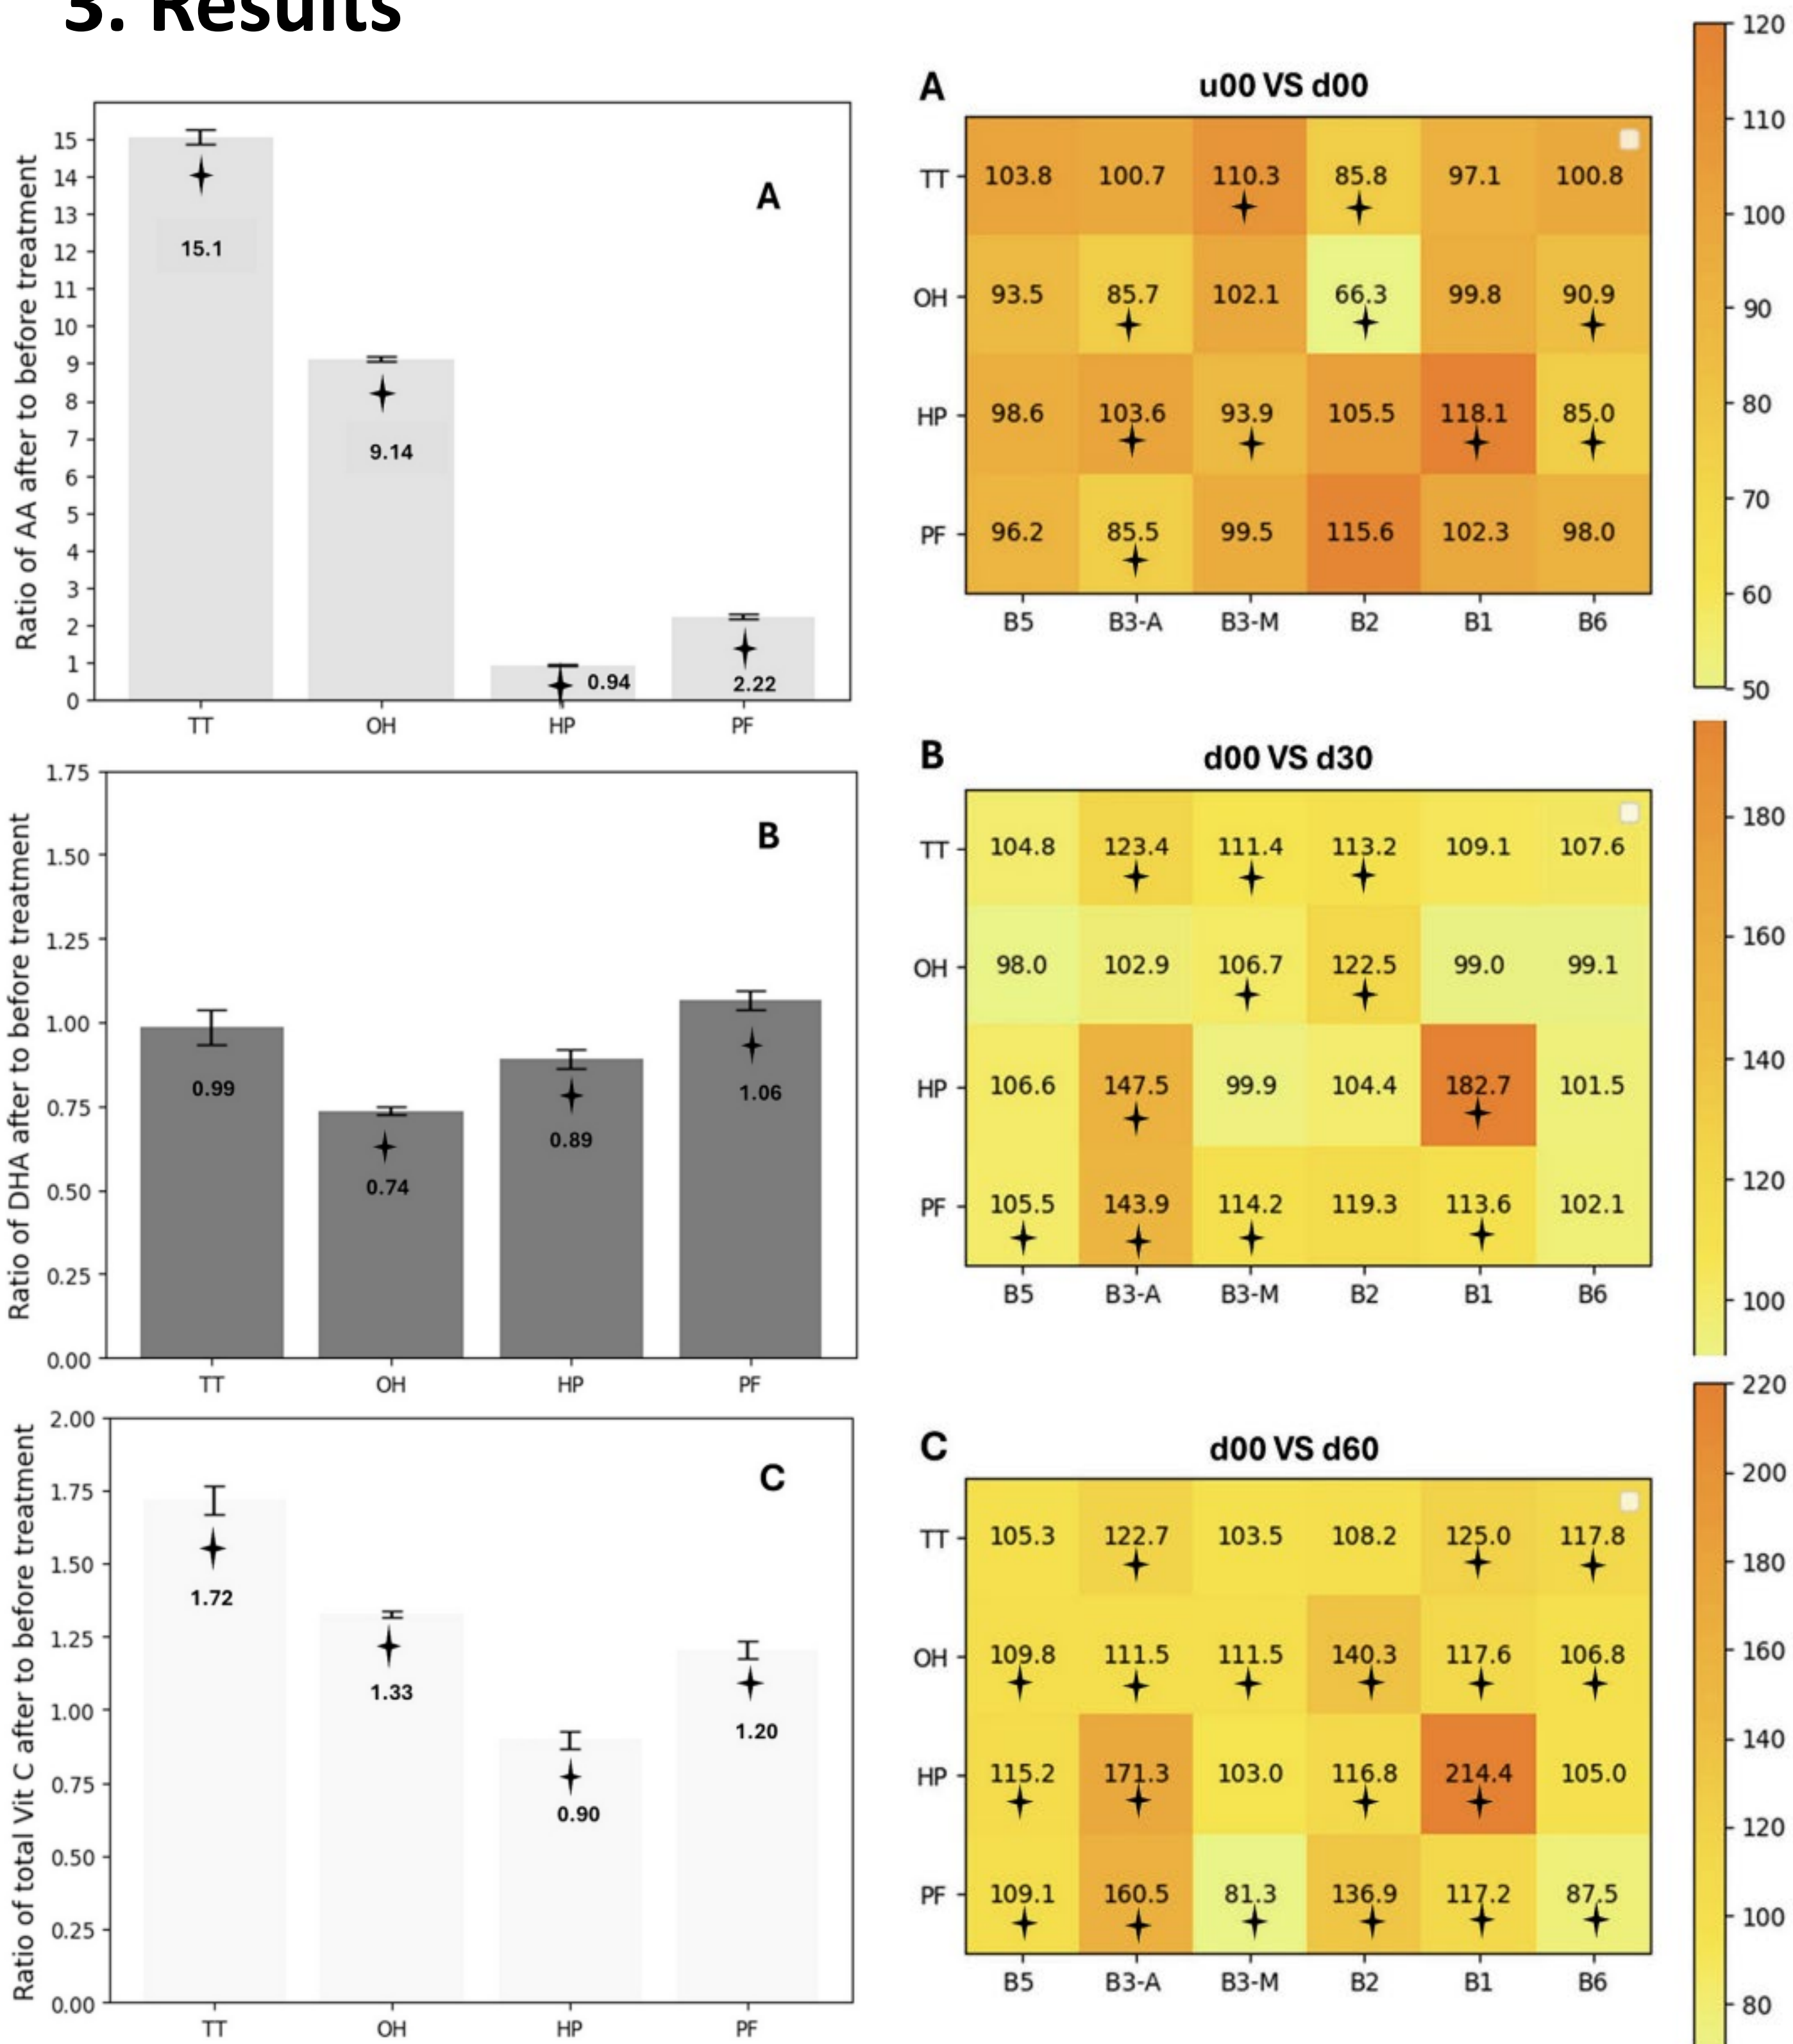 3. Results
Ratio of AA after to before treatment
15
14
13
12
11
10
9
8
7
6
5
4
3
2
1
0
A
15.1
9.14
0.94
2.22
TT OH HP PF
Ratio of DHA after to before treatment
1.75
1.50
1.25
1.00
0.75
0.50
0.25
0.00
B
0.99
0.74
0.89
1.06
TT OH HP PF
Ratio of total Vit C after to before treatment
2.00
1.75
1.50
1.25
1.00
0.75
0.50
0.25
0.00
C
1.72
1.33
0.90
1.20
TT OH HP PF
A u00 VS d00
TT 103.8 100.7 110.3 85.8 97.1 100.8
OH 93.5 85.7 102.1 66.3 99.8 90.9
HP 98.6 103.6 93.9 105.5 118.1 85.0
PF 96.2 85.5 99.5 115.6 102.3 98.0
B5 B3-A B3-M B2 B1 B6
120
110
100
90
80
70
60
50
B d00 VS d30
TT 104.8 123.4 111.4 113.2 109.1 107.6
OH 98.0 102.9 106.7 122.5 99.0 99.1
HP 106.6 147.5 99.9 104.4 182.7 101.5
PF 105.5 143.9 114.2 119.3 113.6 102.1
B5 B3-A B3-M B2 B1 B6
180
160
140
120
100
C d00 VS d60
TT 105.3 122.7 103.5 108.2 125.0 117.8
OH 109.8 111.5 111.5 140.3 117.6 106.8
HP 115.2 171.3 103.0 116.8 214.4 105.0
PF 109.1 160.5 81.3 136.9 117.2 87.5
B5 B3-A B3-M B2 B1 B6
220
200
180
160
140
120
100
80